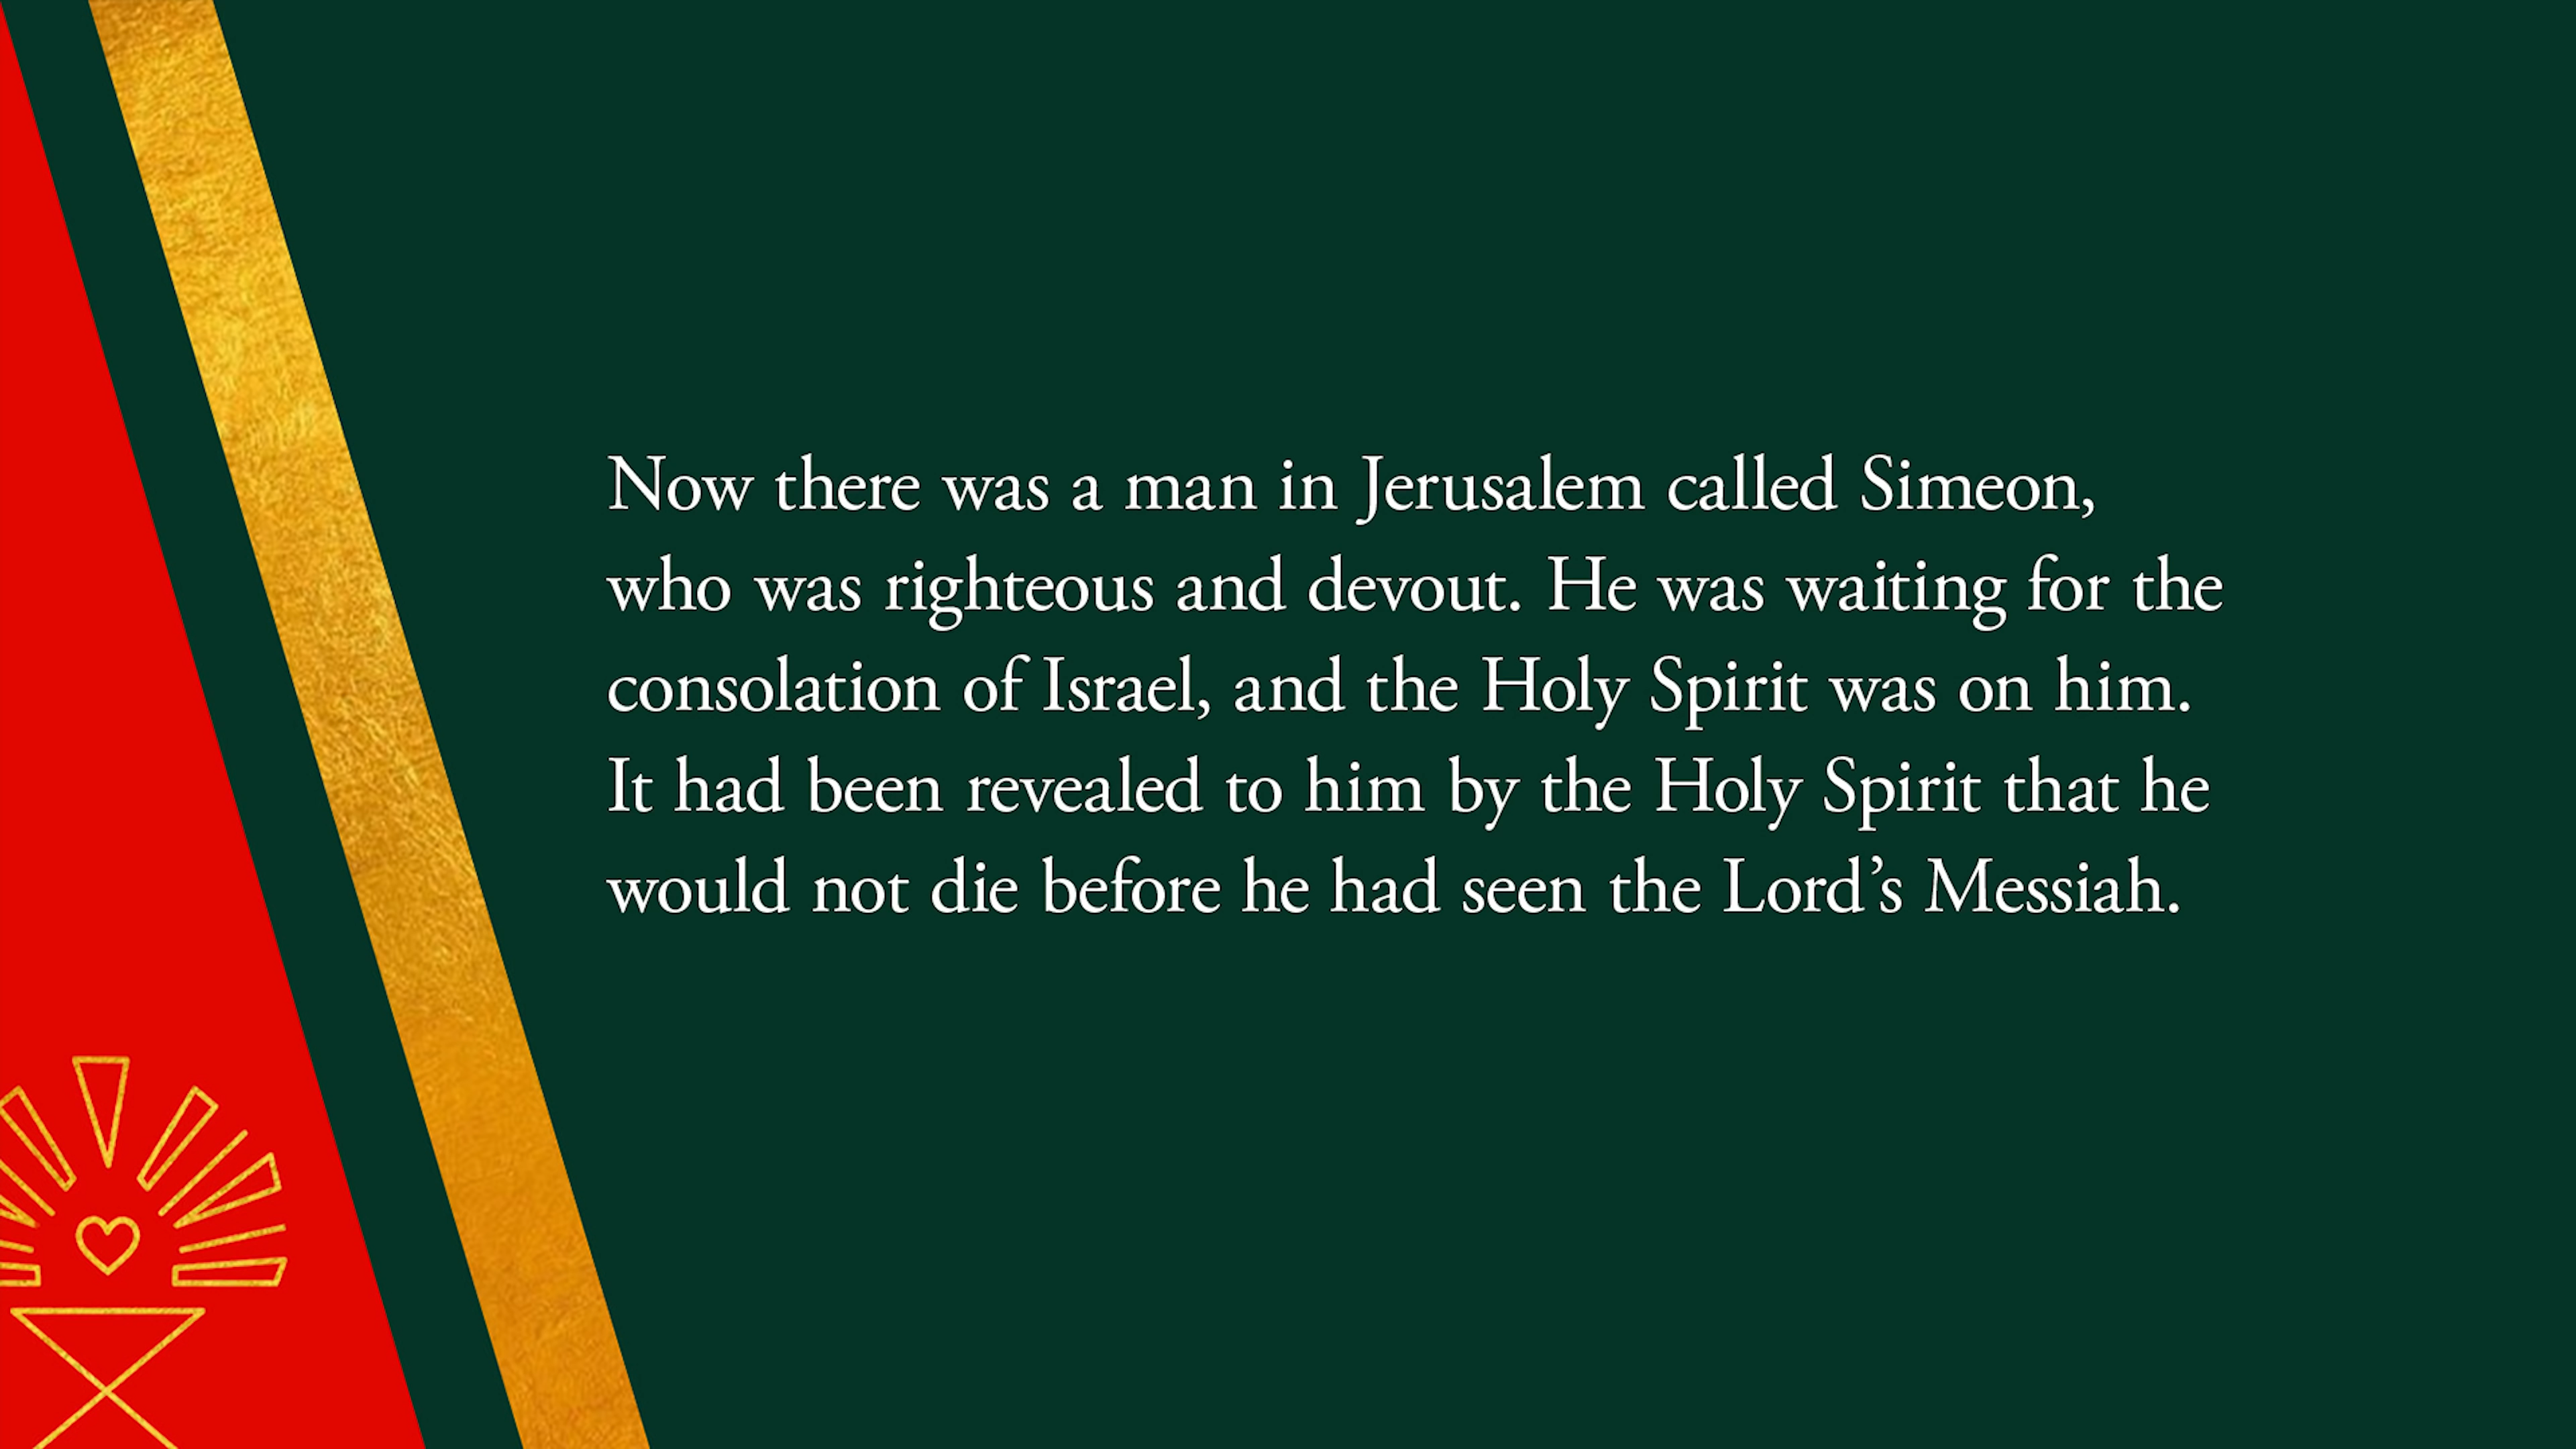 Now there was a man in Jerusalem called Simeon,
who was righteous and devout. He was waiting for the
consolation of Israel, and the Holy Spirit was on him.
It had been revealed to him by the Holy Spirit that he
would not die before he had seen the Lord’s Messiah.